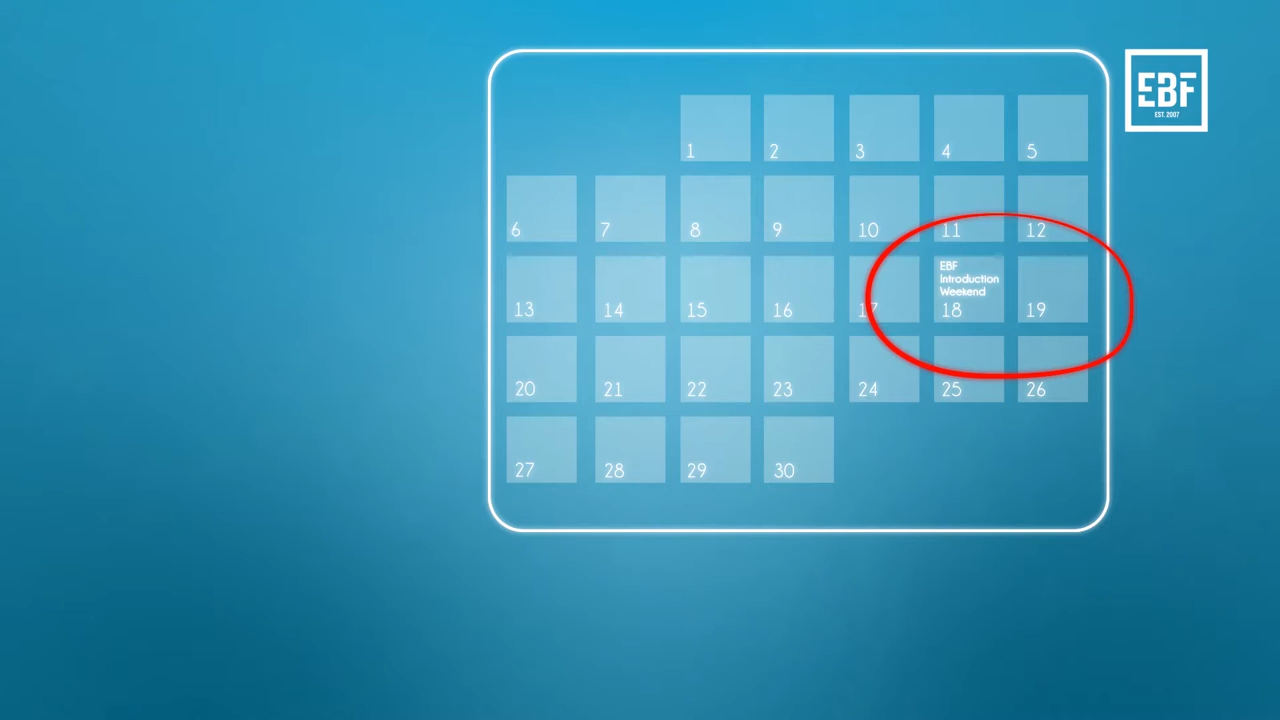 EBF
EST. 2007
1 2 3 4 5
6 7 8 9 10 11 12
EBF
Introduction
Weekend
13 14 15 16 17 18 19
20 21 22 23 24 25 26
27 28 29 30